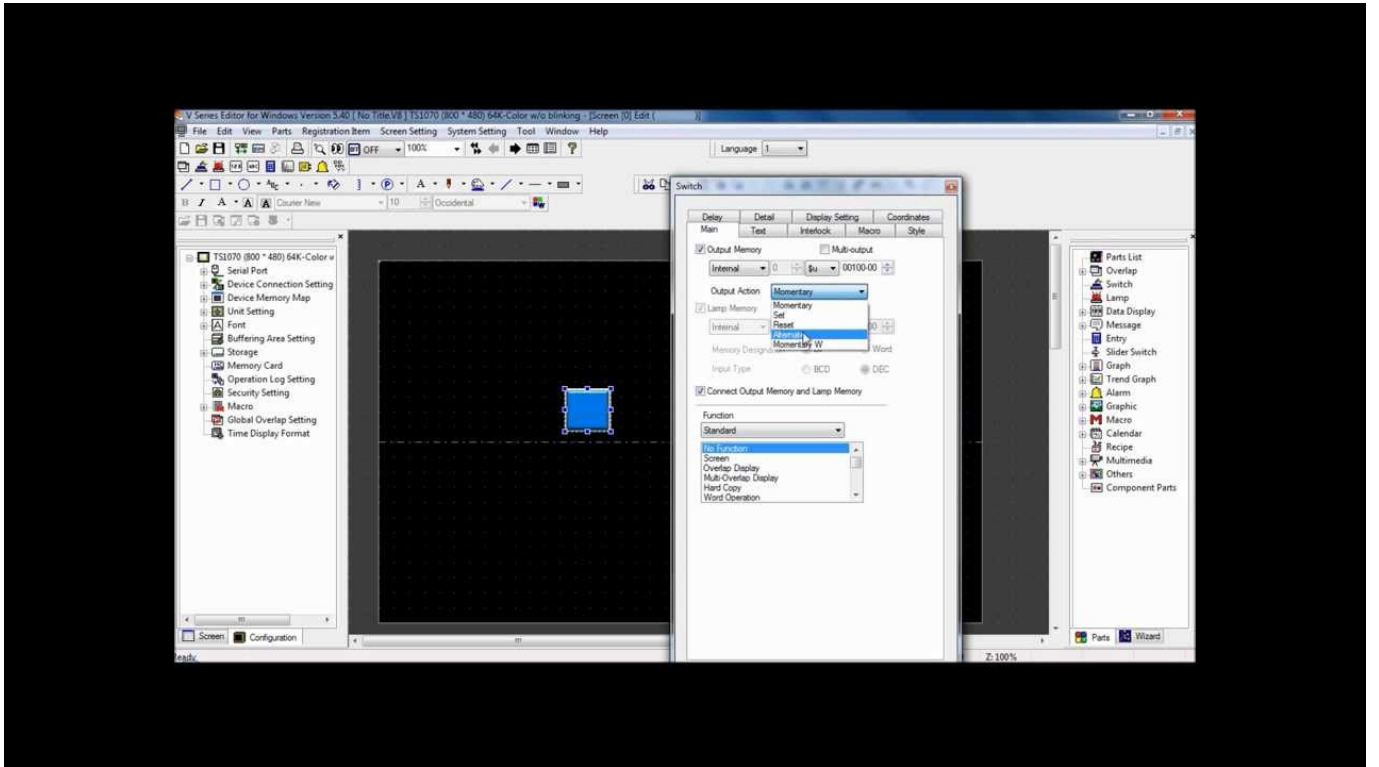 V Series Editor for Windows Version 5.40 [ No Title.V8 ] TS1070 (800 * 480) 64K-Color w/o blinking - [Screen [0] Edit ( )]
File Edit View Parts Registration Item Screen Setting System Setting Tool Window Help
OFF 100% Language 1
B I A A A Courier New 10 Occidental
TS1070 (800 * 480) 64K-Color w
Serial Port
Device Connection Setting
Device Memory Map
Unit Setting
Font
Buffering Area Setting
Storage
Memory Card
Operation Log Setting
Security Setting
Macro
Global Overlap Setting
Time Display Format
Screen Configuration
Ready
Switch
Delay Detail Display Setting Coordinates
Main Text Interlock Macro Style
Output Memory Multi-output
Internal 0 $u 00100-00
Output Action Momentary
Momentary
Set
Lamp Memory
Reset
Internal
Alternate
Momentary W
Memory Word
Input Type BCD DEC
Connect Output Memory and Lamp Memory
Function
Standard
No Function
Screen
Overlap Display
Multi-Overlap Display
Hard Copy
Word Operation
Parts List
Overlap
Switch
Lamp
Data Display
Message
Entry
Slider Switch
Graph
Trend Graph
Alarm
Graphic
Macro
Calendar
Recipe
Multimedia
Others
Component Parts
Parts Wizard
Z: 100%